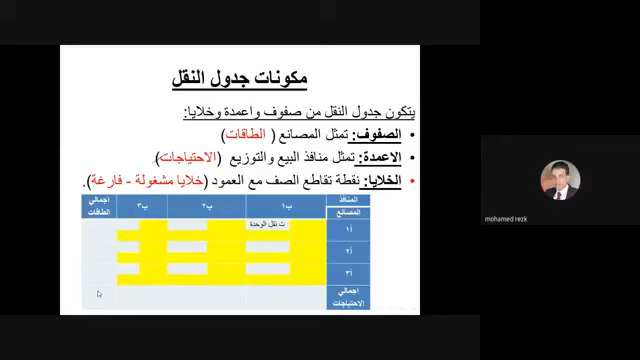 مكونات جدول النقل
يتكون جدول النقل من صفوف واعمدة وخلايا:
• الصفوف: تمثل المصانع ( الطاقات)
• الاعمدة: تمثل منافذ البيع والتوزيع (الاحتياجات).
• الخلايا: نقطة تقاطع الصف مع العمود (خلايا مشغولة - فارغة).
المنافذ ب١ ب٢ ب٣ اجمالي الطاقات
المصانع
أ١ ت نقل الوحدة
أ٢
أ٣
اجمالي الاحتياجات
mohamed rezk